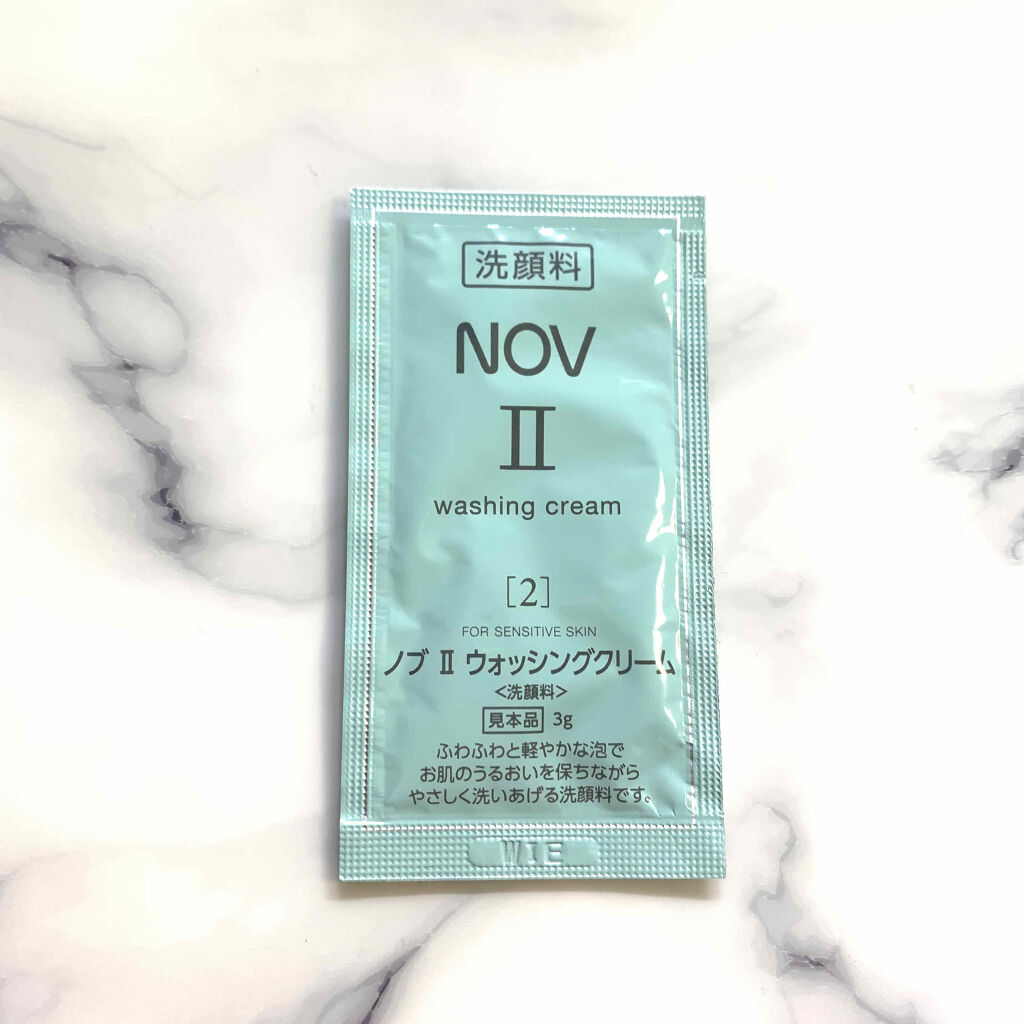 洗顔料
NOV
II
washing cream
[2]
FOR SENSITIVE SKIN
ノブ II ウォッシングクリーム
<洗顔料>
見本品 3g
ふわふわと軽やかな泡で
お肌のうるおいを保ちながら
やさしく洗いあげる洗顔料です。
WIE